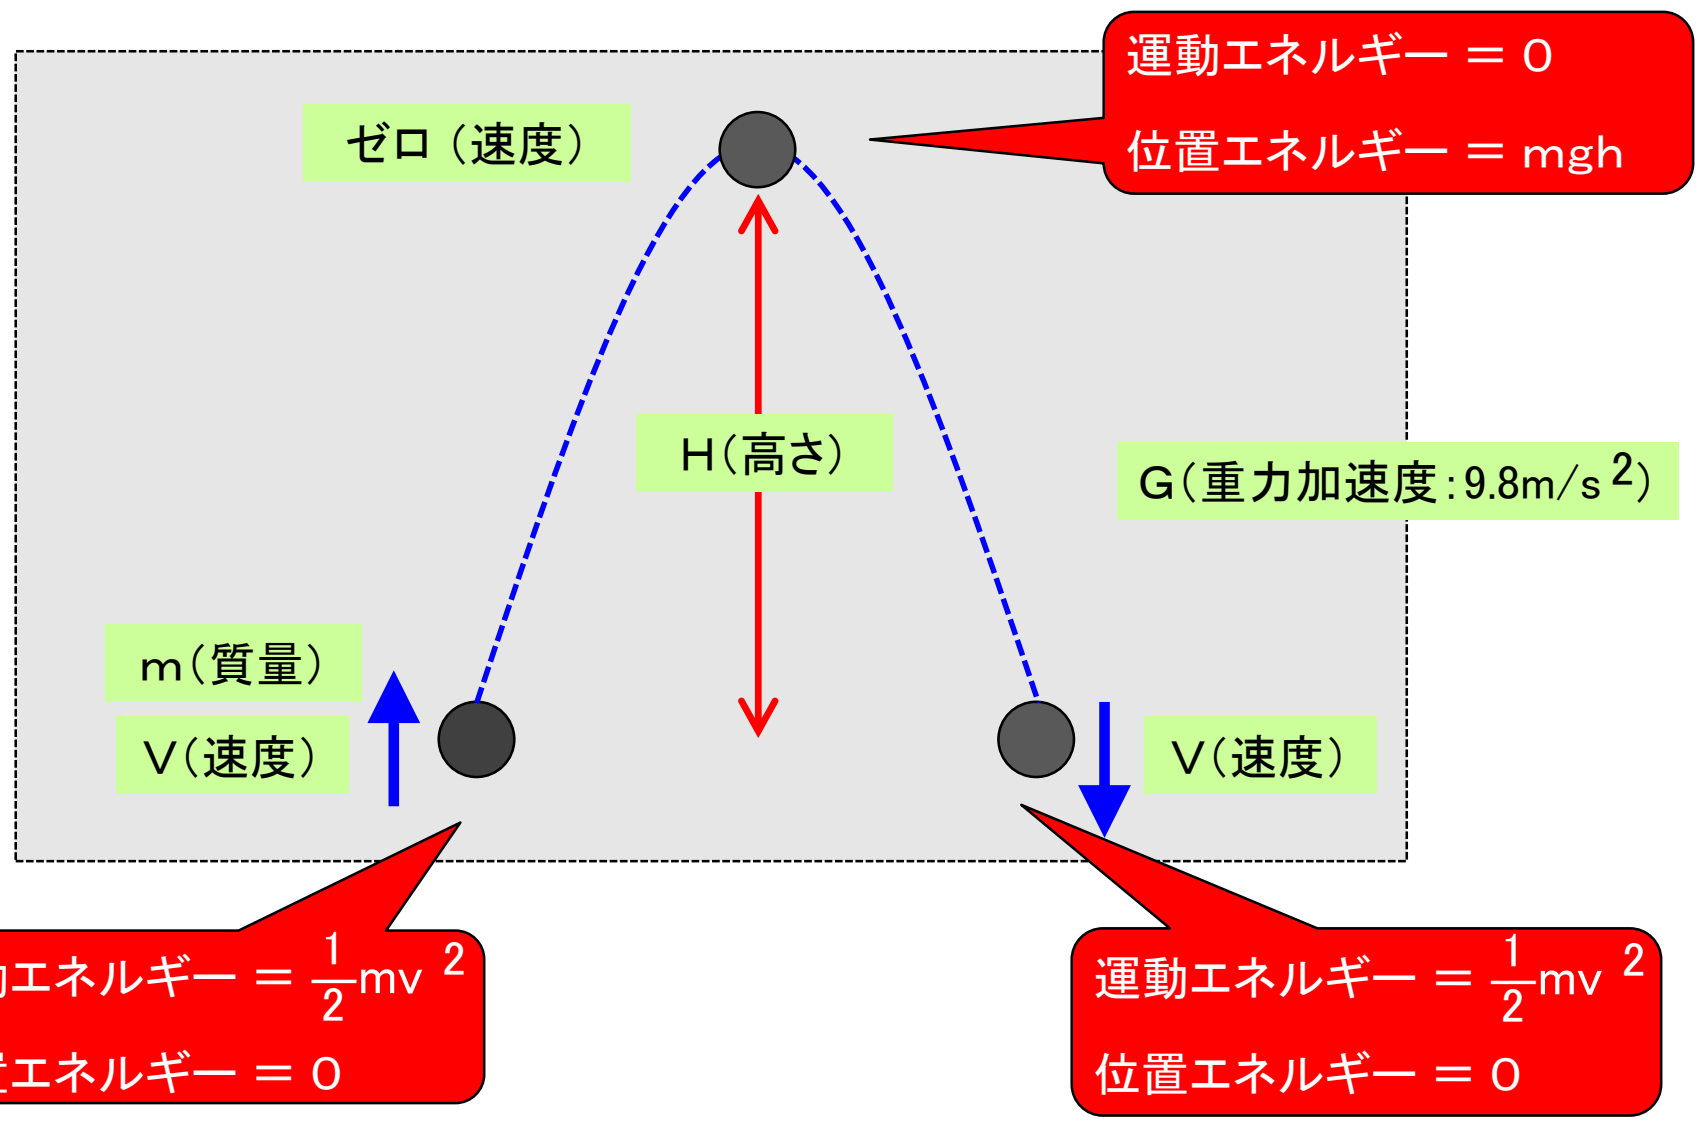 運動エネルギー = 0
位置エネルギー = mgh
ゼロ（速度）
H（高さ）
G（重力加速度：9.8m/s²）
m（質量）
V（速度）
V（速度）
エネルギー = 1/2 mv²
エネルギー = 0
運動エネルギー = 1/2 mv²
位置エネルギー = 0